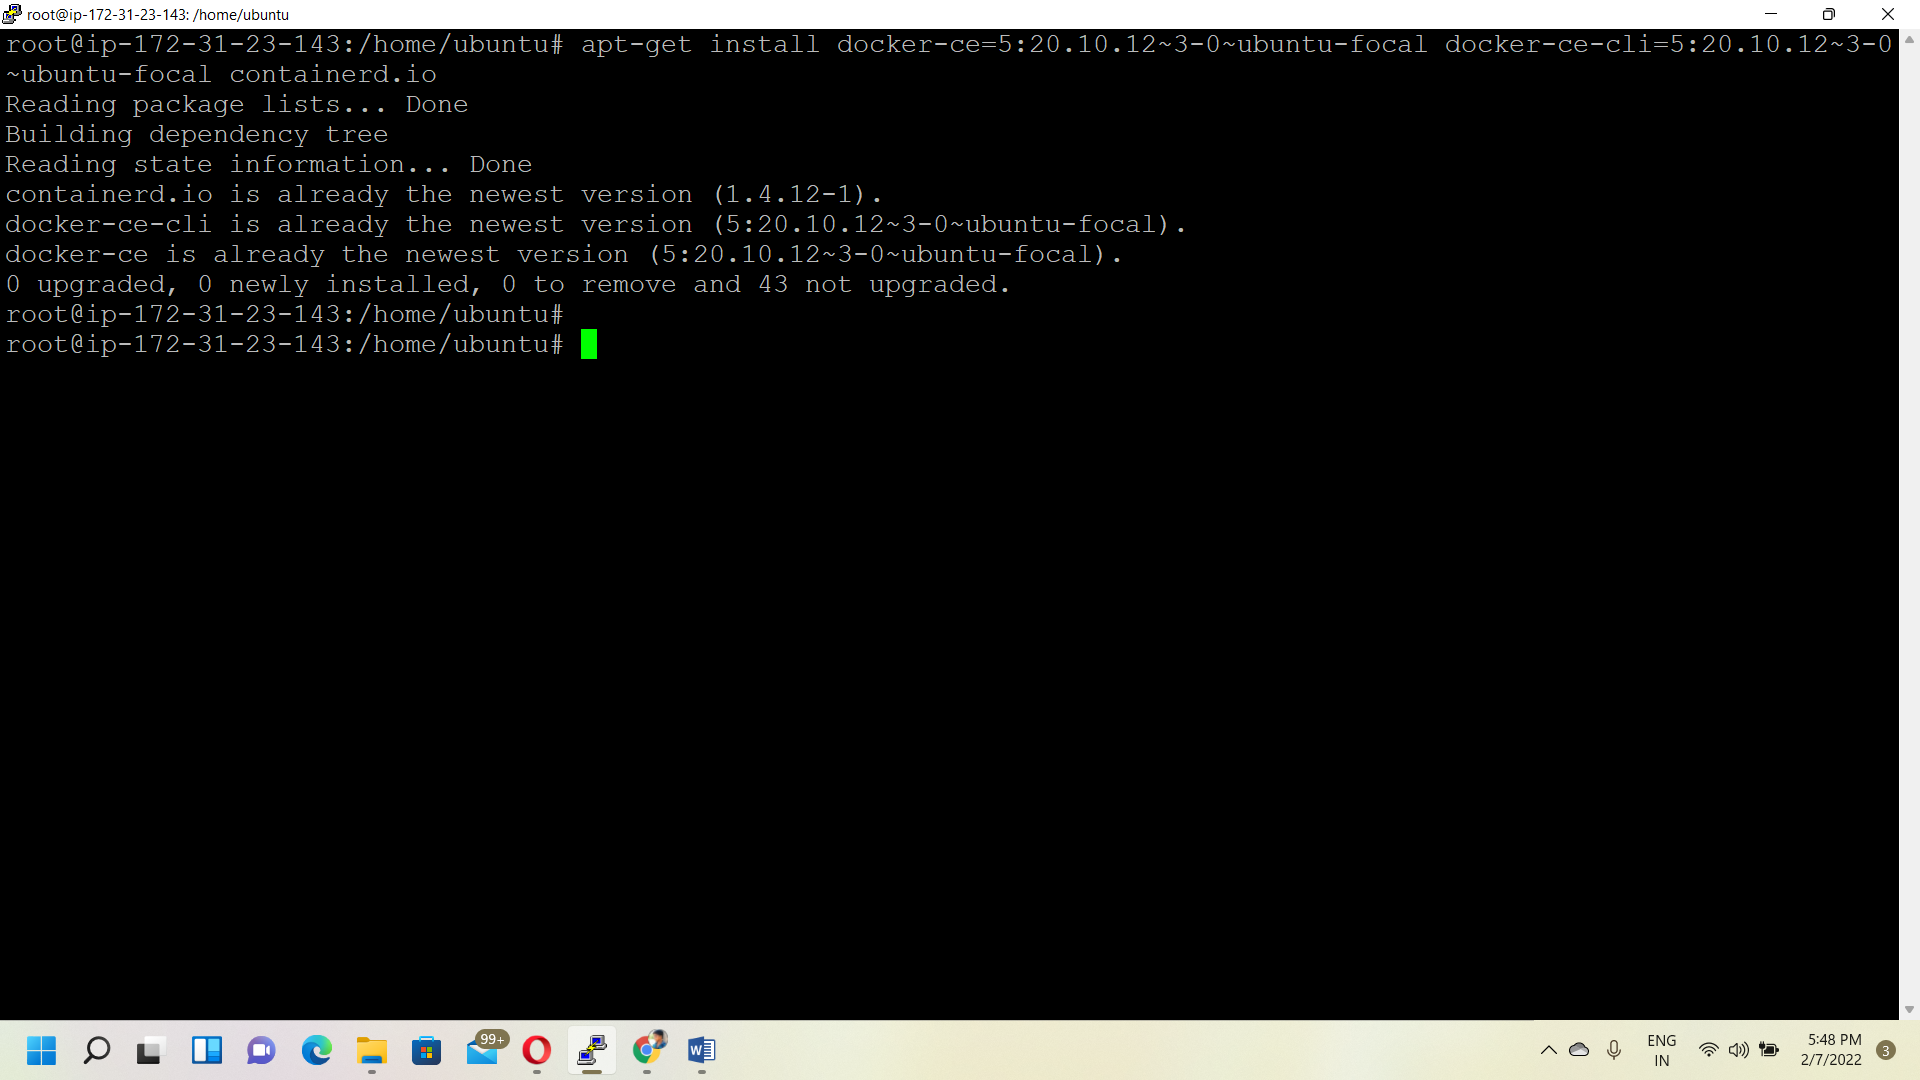 root@ip-172-31-23-143: /home/ubuntu
root@ip-172-31-23-143:/home/ubuntu# apt-get install docker-ce=5:20.10.12~3-0~ubuntu-focal docker-ce-cli=5:20.10.12~3-0
~ubuntu-focal containerd.io
Reading package lists... Done
Building dependency tree
Reading state information... Done
containerd.io is already the newest version (1.4.12-1).
docker-ce-cli is already the newest version (5:20.10.12~3-0~ubuntu-focal).
docker-ce is already the newest version (5:20.10.12~3-0~ubuntu-focal).
0 upgraded, 0 newly installed, 0 to remove and 43 not upgraded.
root@ip-172-31-23-143:/home/ubuntu#
root@ip-172-31-23-143:/home/ubuntu#
99+
W
ENG
IN
5:48 PM
2/7/2022
3